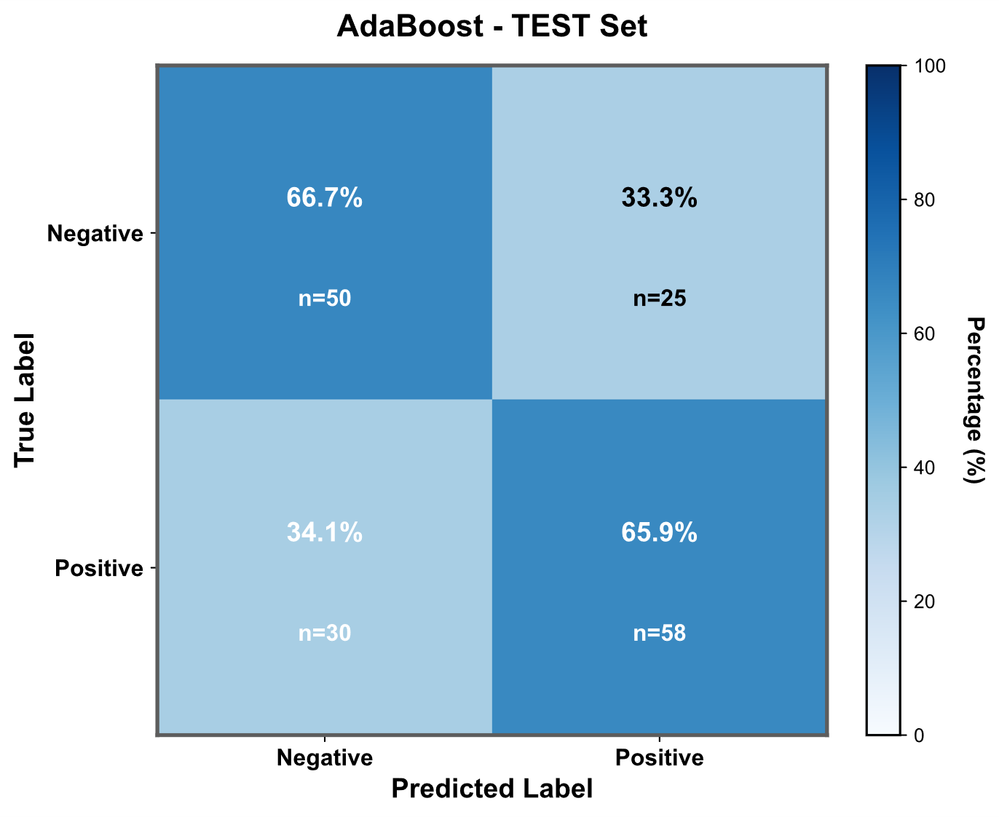 AdaBoost - TEST Set
66.7%
33.3%
n=50
n=25
34.1%
65.9%
n=30
n=58
Negative
Positive
True Label
Negative
Positive
Predicted Label
100
80
60
40
20
0
Percentage (%)